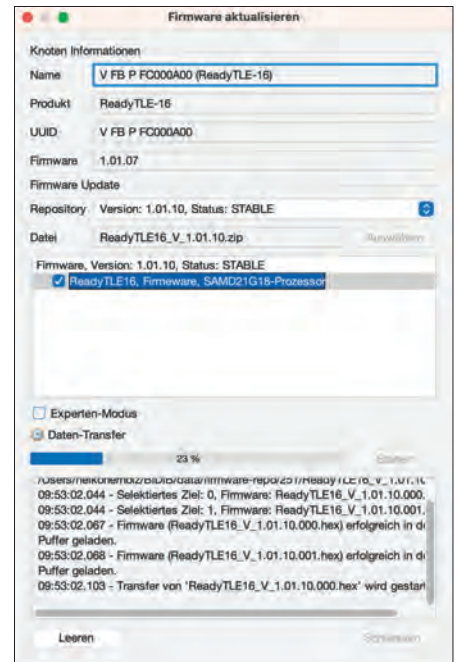 Firmware aktualisieren
Knoten Informationen
Name V FB P FC000A00 (ReadyTLE-16)
Produkt ReadyTLE-16
UUID V FB P FC000A00
Firmware 1.01.07
Firmware Update
Repository Version: 1.01.10, Status: STABLE
Datei ReadyTLE16_V_1.01.10.zip Auswählen
Firmware, Version: 1.01.10, Status: STABLE
ReadyTLE16, Firmeware, SAMD21G18-Prozessor
Experten-Modus
Daten-Transfer
23 %
Starten
09:53:02.044 - Selektiertes Ziel: 0, Firmware: ReadyTLE16_V_1.01.10.000.
09:53:02.044 - Selektiertes Ziel: 1, Firmware: ReadyTLE16_V_1.01.10.001.
09:53:02.067 - Firmware (ReadyTLE16_V_1.01.10.000.hex) erfolgreich in de
Puffer geladen.
09:53:02.068 - Firmware (ReadyTLE16_V_1.01.10.001.hex) erfolgreich in de
Puffer geladen.
09:53:02.103 - Transfer von 'ReadyTLE16_V_1.01.10.000.hex' wird gestart
Leeren Schliessen